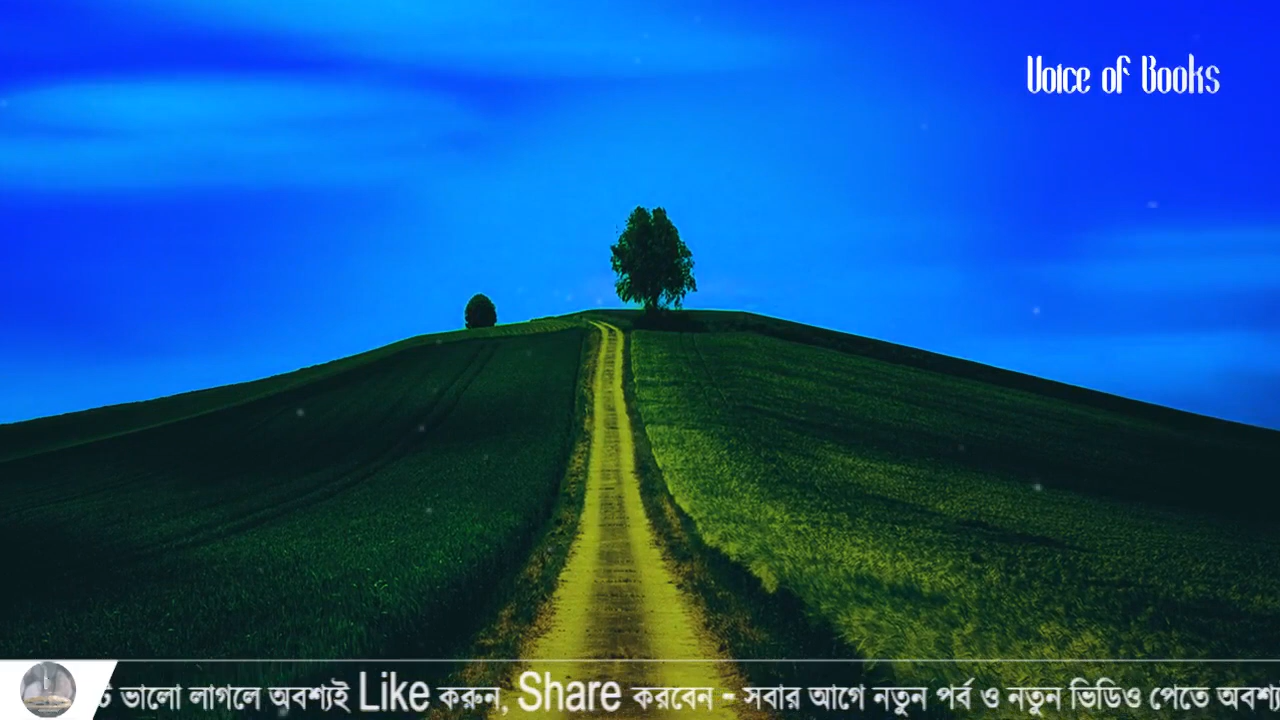 Voice of Books
ভালো লাগলে অবশ্যই Like করুন, Share করবেন - সবার আগে নতুন পর্ব ও নতুন ভিডিও পেতে